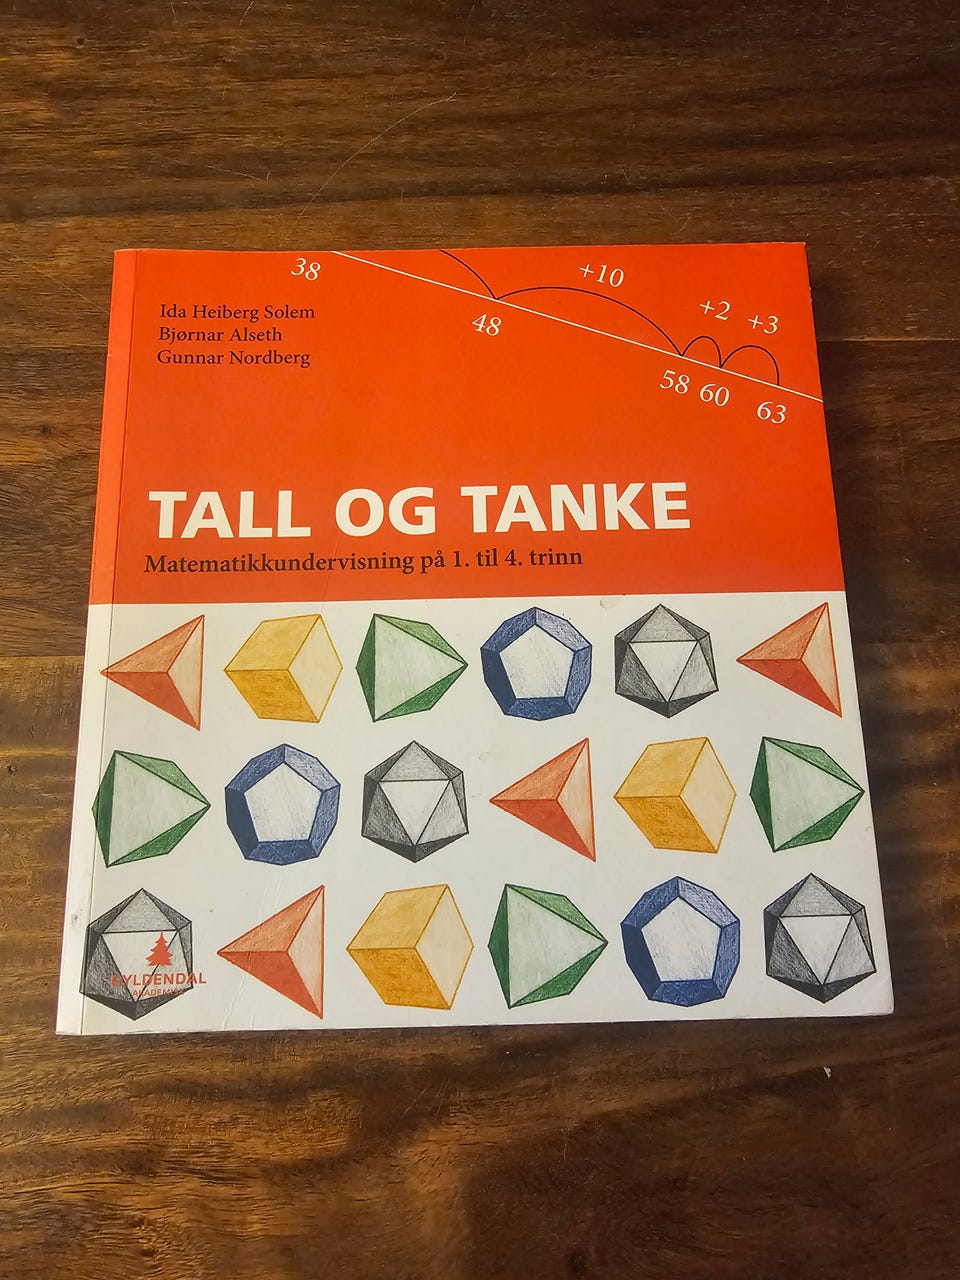 38
+10
+2
+3
48
58
60
63
Ida Heiberg Solem
Bjørnar Alseth
Gunnar Nordberg
TALL OG TANKE
Matematikkundervisning på 1. til 4. trinn
GYLDENDAL
AKADEMISK